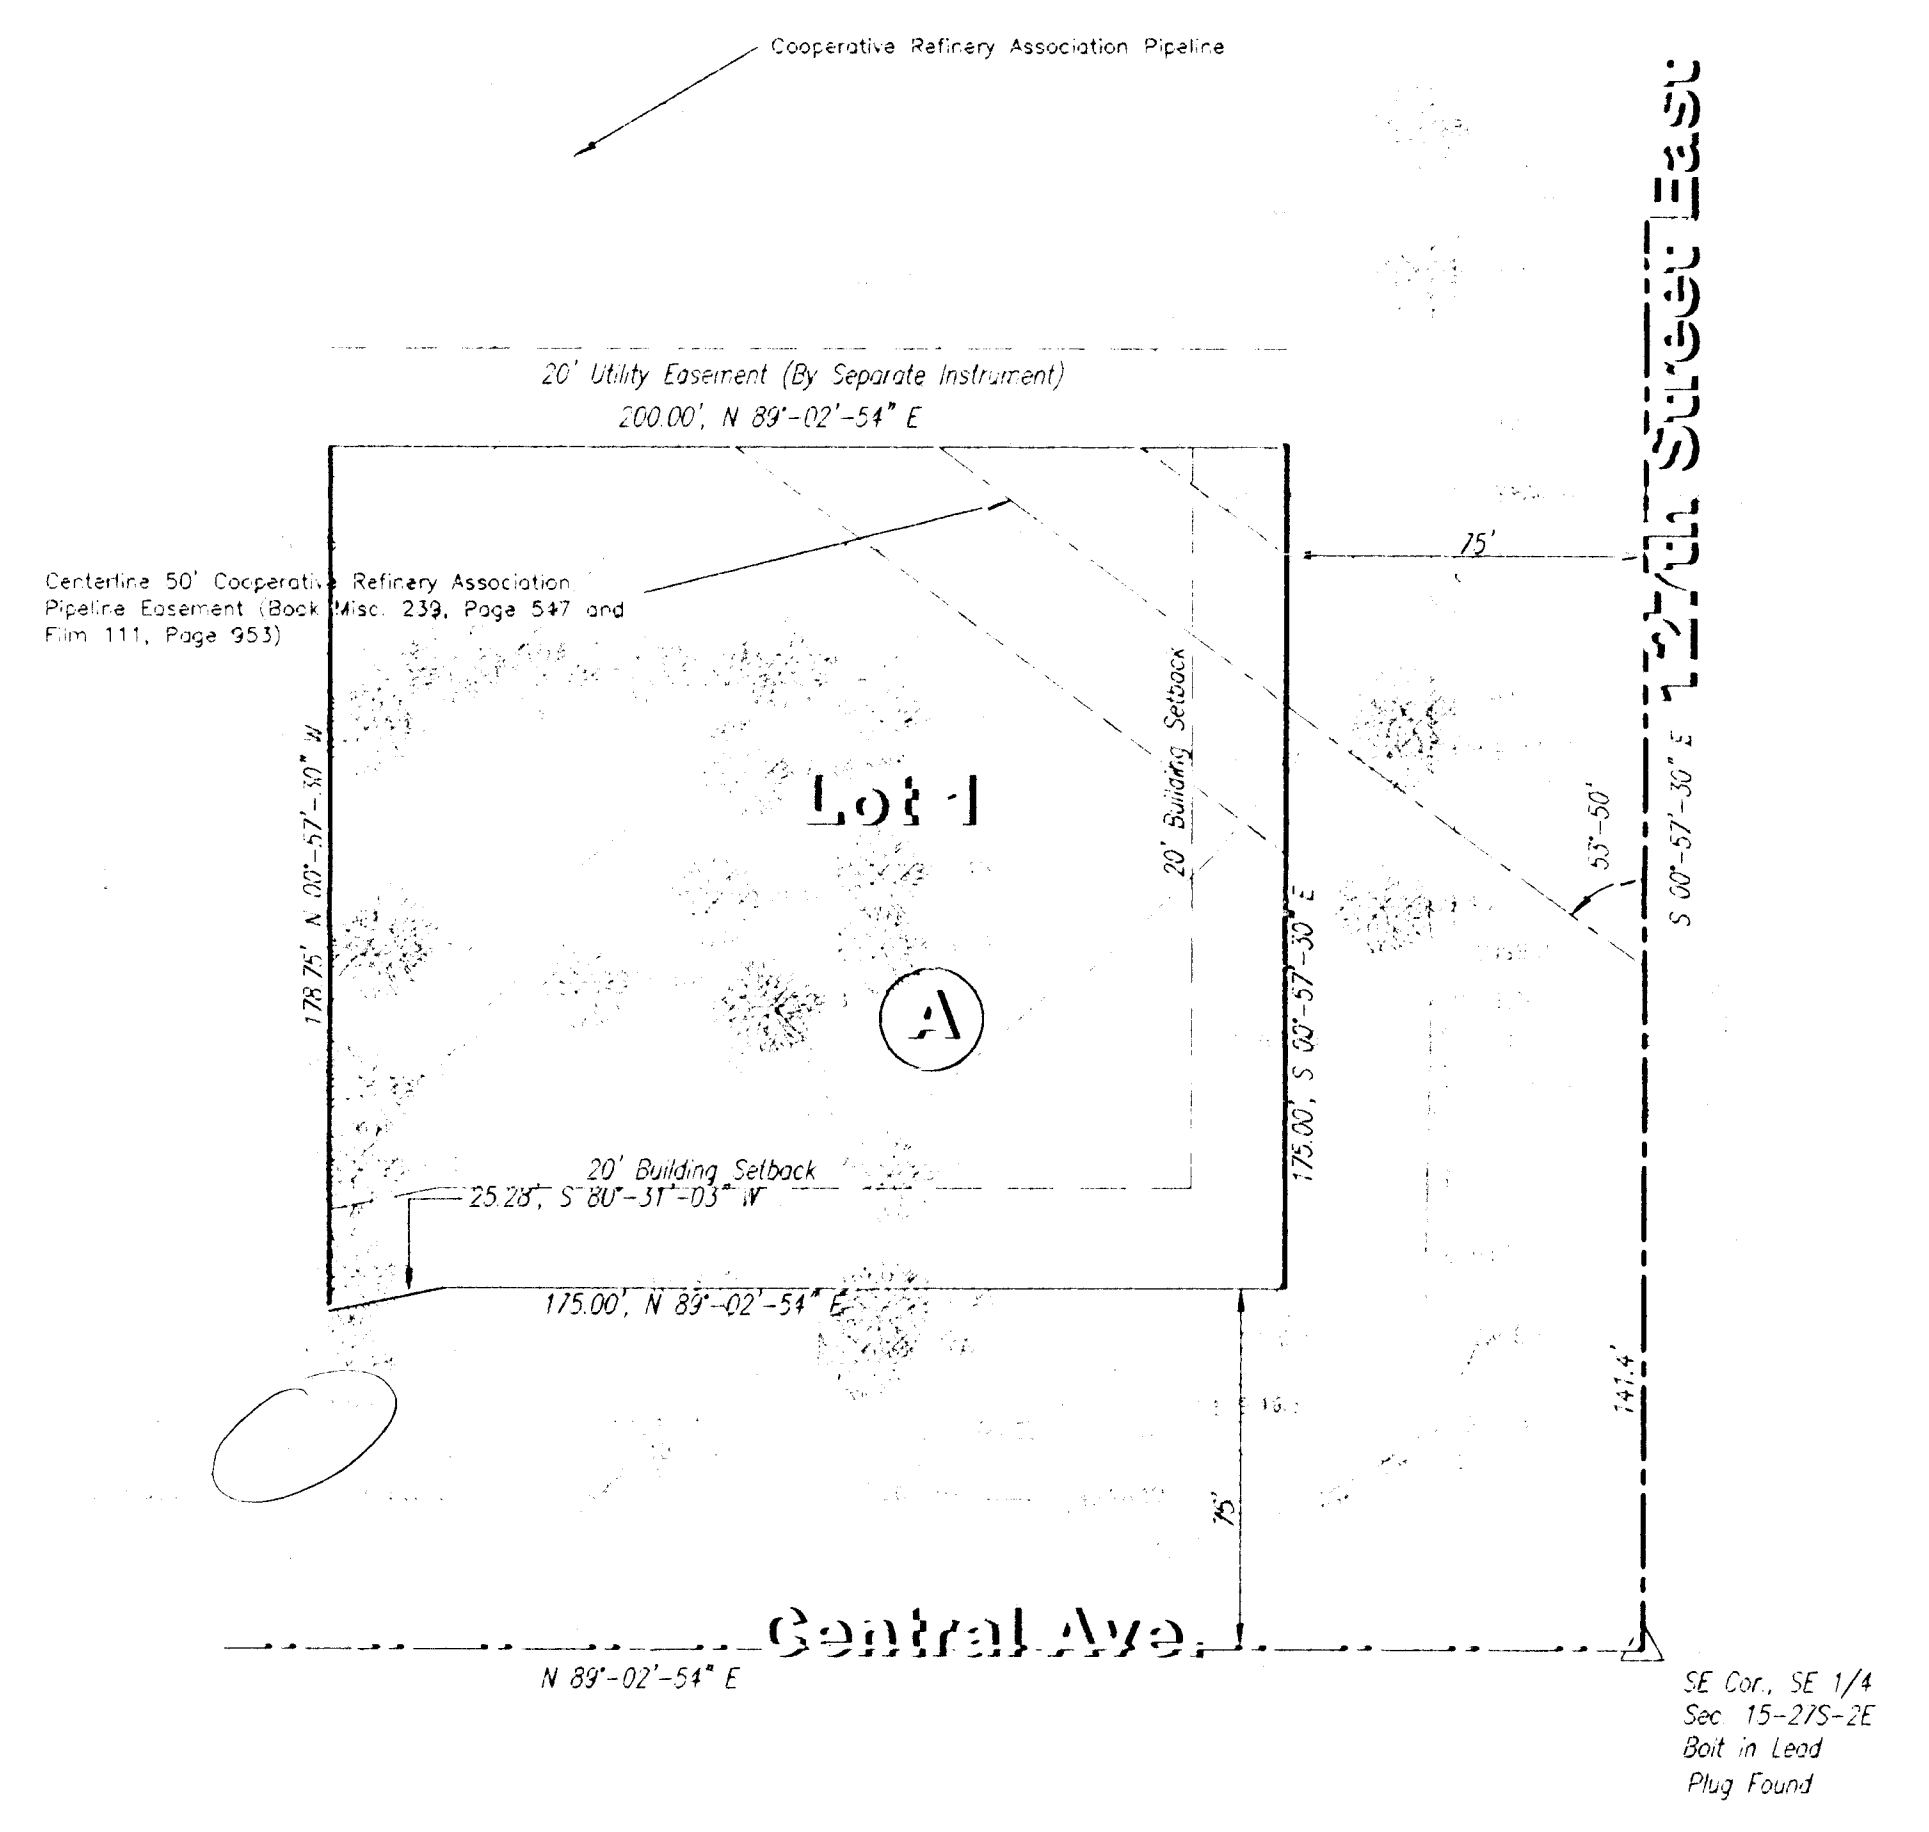 Cooperative Refinery Association Pipeline
127th Street East
20' Utility Easement (By Separate Instrument)
200.00', N 89°-02'-54" E
75'
Centerline 50' Cooperative Refinery Association
Pipeline Easement (Book Misc. 239, Page 547 and
Film 111, Page 953)
20' Building Setback
178.75' N 00°-57'-30" W
Lot 1
53°-50'
S 00°-57'-30" E
A
175.00', S 00°-57'-30" E
20' Building Setback
25.28', S 80°-31'-03" W
175.00', N 89°-02'-54" E
141.4'
75'
Central Ave.
N 89°-02'-54" E
SE Cor., SE 1/4
Sec. 15-27S-2E
Bolt in Lead
Plug Found